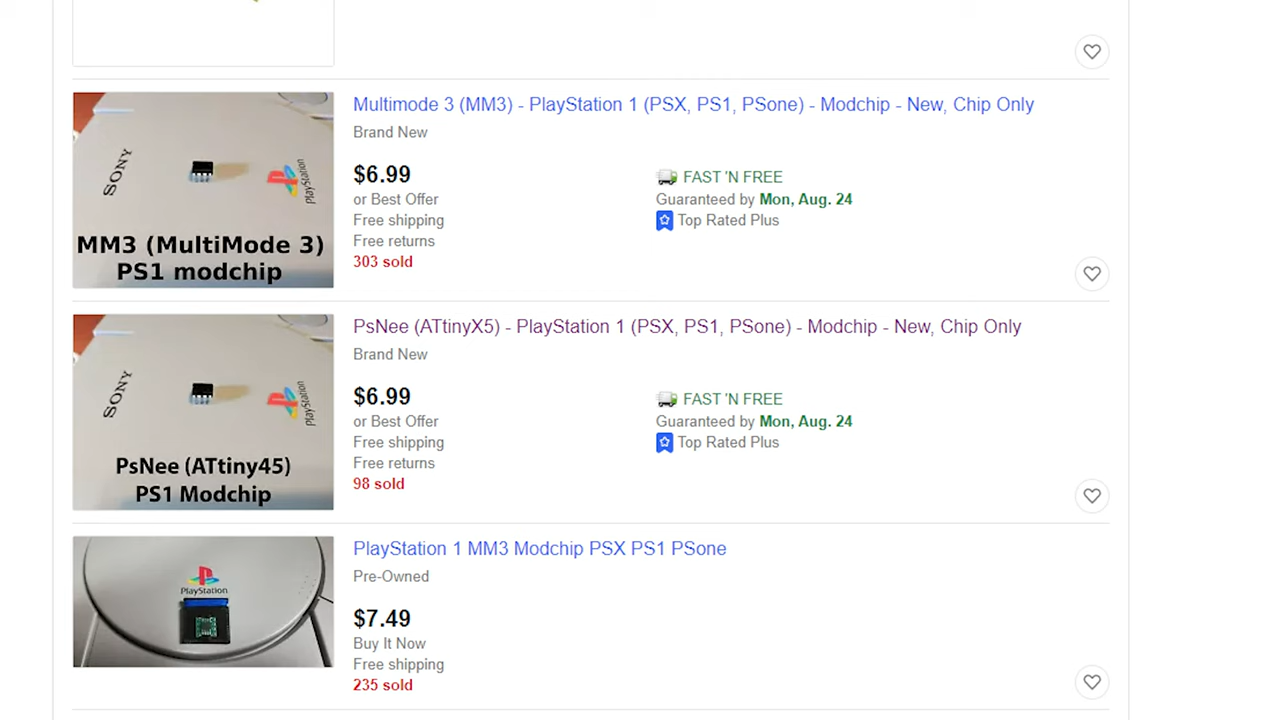 Multimode 3 (MM3) - PlayStation 1 (PSX, PS1, PSone) - Modchip - New, Chip Only
Brand New
$6.99
or Best Offer
Free shipping
Free returns
303 sold
FAST 'N FREE
Guaranteed by Mon, Aug. 24
Top Rated Plus
SONY
PlayStation
MM3 (MultiMode 3)
PS1 modchip
PsNee (ATtinyX5) - PlayStation 1 (PSX, PS1, PSone) - Modchip - New, Chip Only
Brand New
$6.99
or Best Offer
Free shipping
Free returns
98 sold
FAST 'N FREE
Guaranteed by Mon, Aug. 24
Top Rated Plus
SONY
PlayStation
PsNee (ATtiny45)
PS1 Modchip
PlayStation 1 MM3 Modchip PSX PS1 PSone
Pre-Owned
$7.49
Buy It Now
Free shipping
235 sold
PlayStation